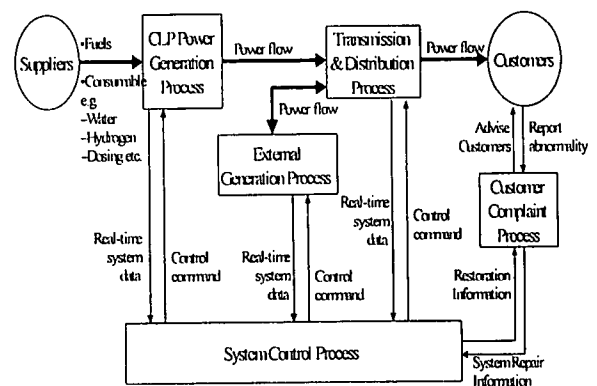 Suppliers
•Fuels
•Consumable
e.g
–Water
–Hydrogen
–Dosing etc.
CLP Power
Generation
Process
Power flow
Transmission
& Distribution
Process
Power flow
Customers
Power flow
External
Generation Process
Advise
Customers
Report
abnormality
Customer
Complaint
Process
Real-time
system
data
Control
command
Real-time
system
data
Control
command
Real-time
system
data
Control
command
Restoration
Information
System Control Process
System Repair
Information